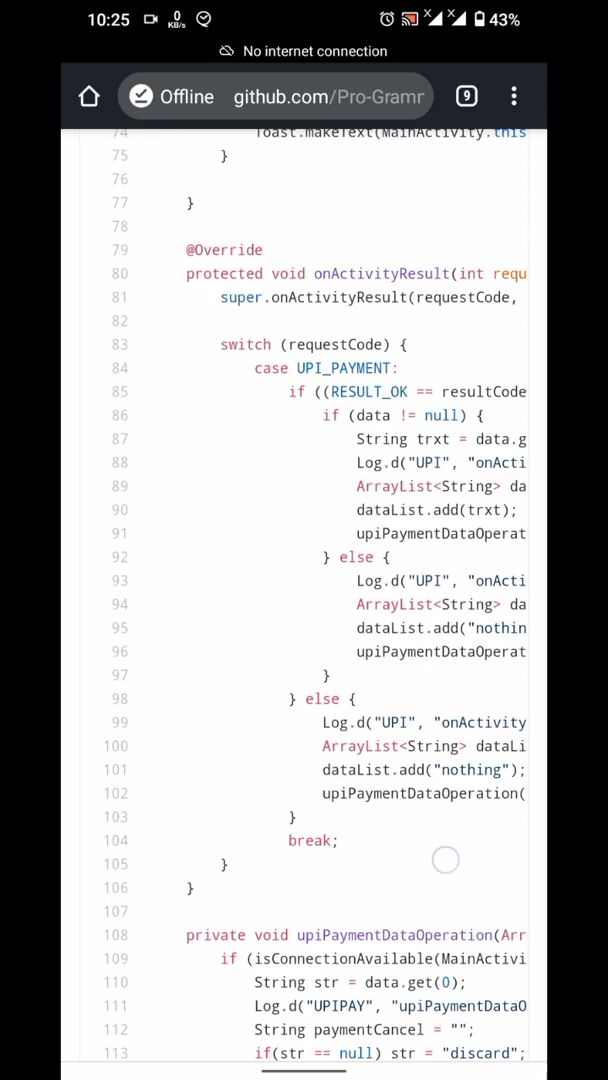 10:25 0 KB/s 43%
No internet connection
Offline github.com/Pro-Gramr 9
74 Toast.makeText(MainActivity.this
75 }
76
77 }
78
79 @Override
80 protected void onActivityResult(int requ
81 super.onActivityResult(requestCode,
82
83 switch (requestCode) {
84 case UPI_PAYMENT:
85 if ((RESULT_OK == resultCode
86 if (data != null) {
87 String trxt = data.g
88 Log.d("UPI", "onActi
89 ArrayList<String> da
90 dataList.add(trxt);
91 upiPaymentDataOperat
92 } else {
93 Log.d("UPI", "onActi
94 ArrayList<String> da
95 dataList.add("nothin
96 upiPaymentDataOperat
97 }
98 } else {
99 Log.d("UPI", "onActivity
100 ArrayList<String> dataLi
101 dataList.add("nothing");
102 upiPaymentDataOperation(
103 }
104 break;
105 }
106 }
107
108 private void upiPaymentDataOperation(Arr
109 if (isConnectionAvailable(MainActivi
110 String str = data.get(0);
111 Log.d("UPIPAY", "upiPaymentDataO
112 String paymentCancel = "";
113 if(str == null) str = "discard";